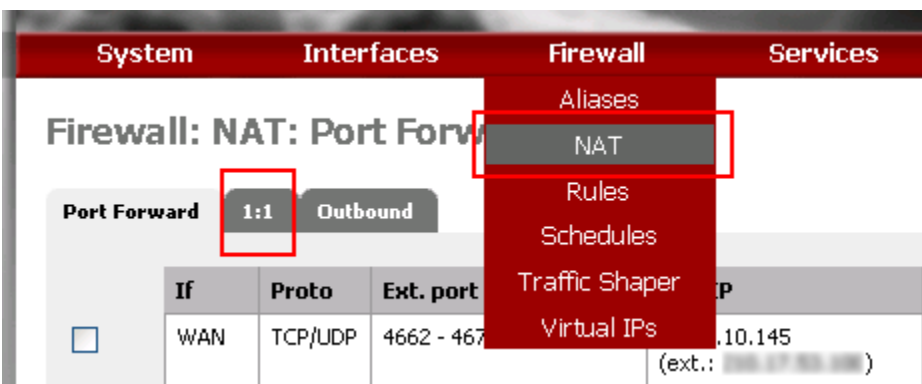 System Interfaces Firewall Services
Aliases
Firewall: NAT: Port Forw
NAT
Rules
Port Forward 1:1 Outbound
Schedules
Traffic Shaper
If Proto Ext. port
Virtual IPs
WAN TCP/UDP 4662 - 467 .10.145
(ext.: )